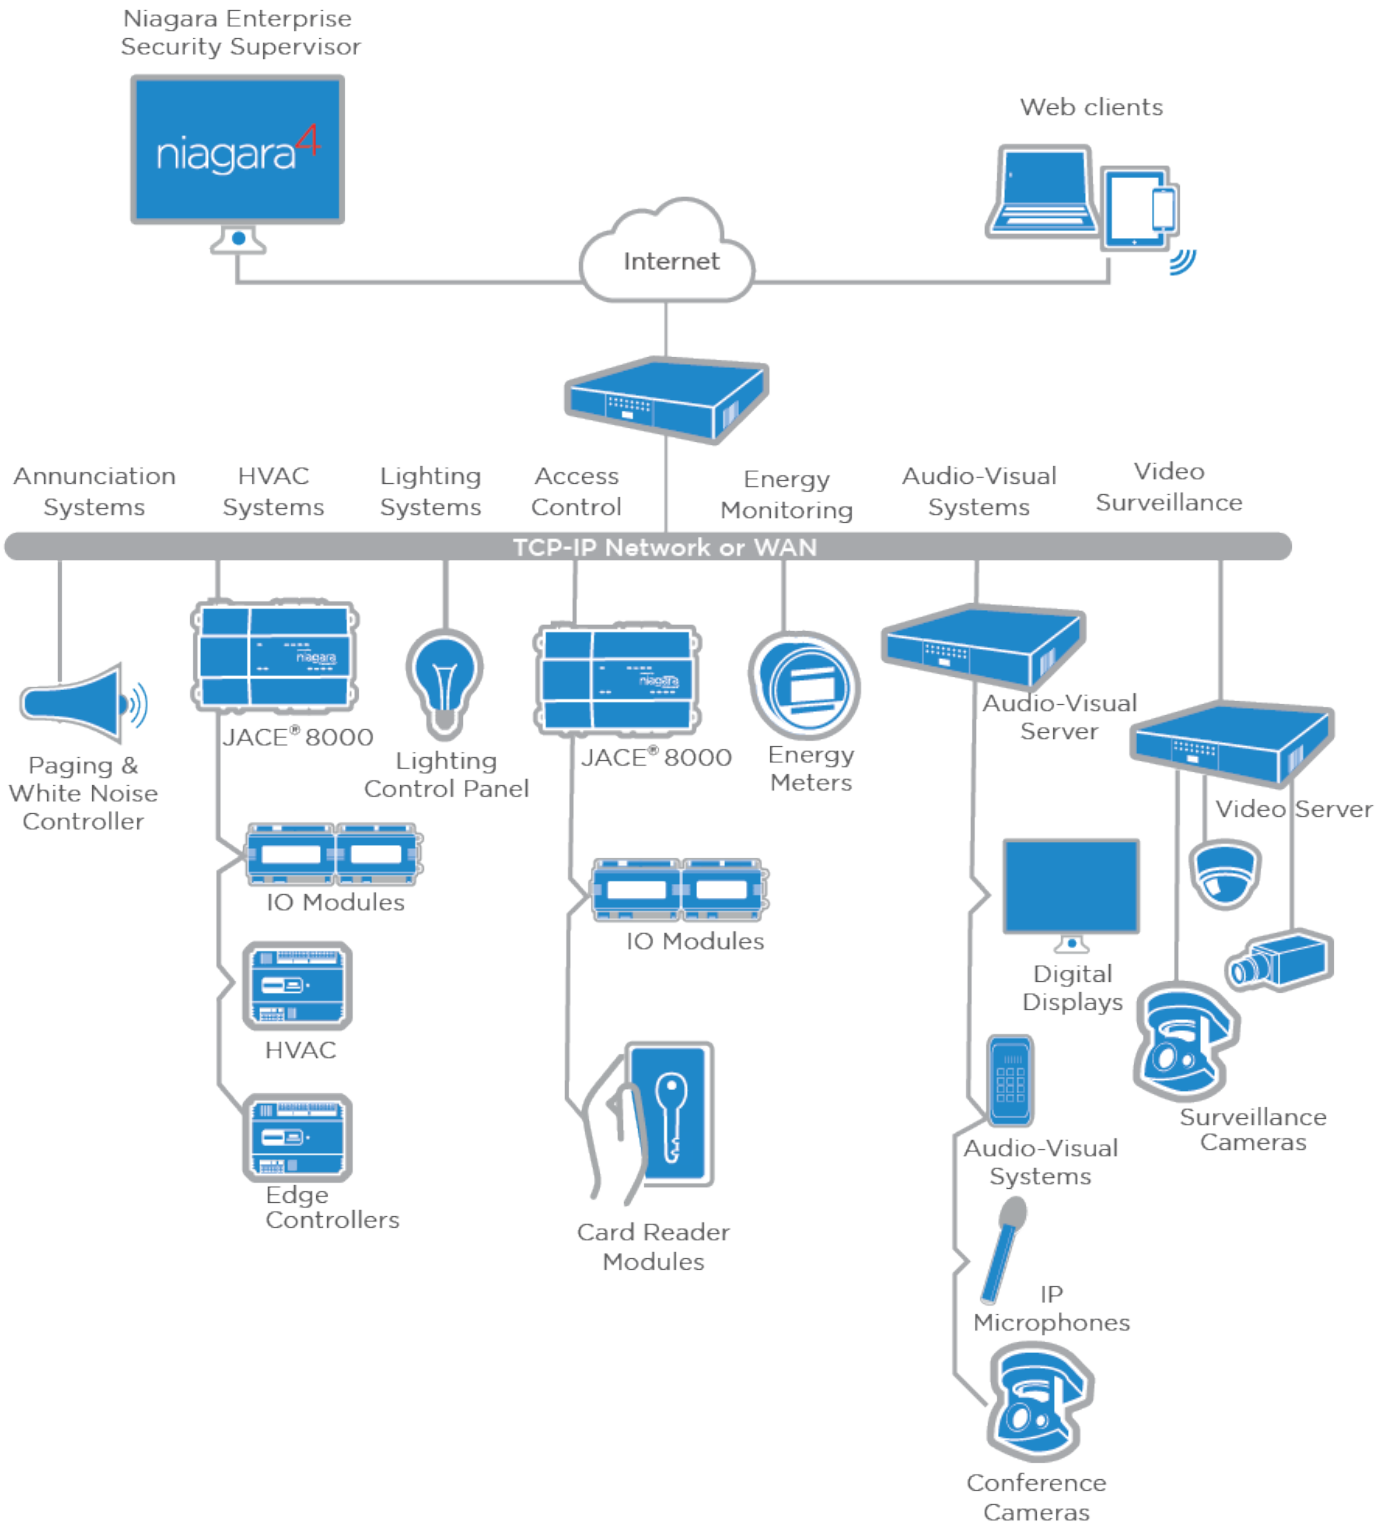 Niagara Enterprise
Security Supervisor
niagara4
Web clients
Internet
Annunciation
Systems
HVAC
Systems
Lighting
Systems
Access
Control
Energy
Monitoring
Audio-Visual
Systems
Video
Surveillance
TCP-IP Network or WAN
Paging &
White Noise
Controller
niagara
JACE® 8000
IO Modules
HVAC
Edge
Controllers
Lighting
Control Panel
niagara
JACE® 8000
IO Modules
Card Reader
Modules
Energy
Meters
Audio-Visual
Server
Digital
Displays
Audio-Visual
Systems
IP
Microphones
Conference
Cameras
Video Server
Surveillance
Cameras